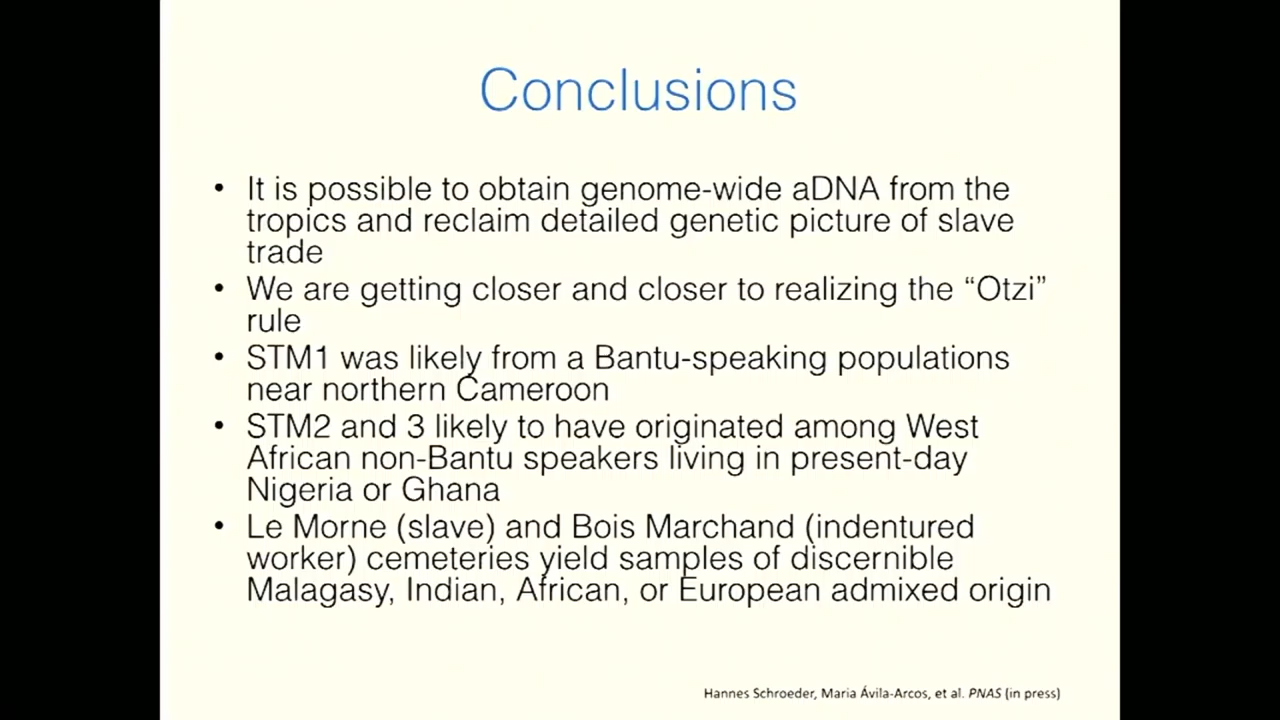 Conclusions
• It is possible to obtain genome-wide aDNA from the
tropics and reclaim detailed genetic picture of slave
trade
• We are getting closer and closer to realizing the “Otzi”
rule
• STM1 was likely from a Bantu-speaking populations
near northern Cameroon
• STM2 and 3 likely to have originated among West
African non-Bantu speakers living in present-day
Nigeria or Ghana
• Le Morne (slave) and Bois Marchand (indentured
worker) cemeteries yield samples of discernible
Malagasy, Indian, African, or European admixed origin
Hannes Schroeder, Maria Ávila-Arcos, et al. PNAS (in press)